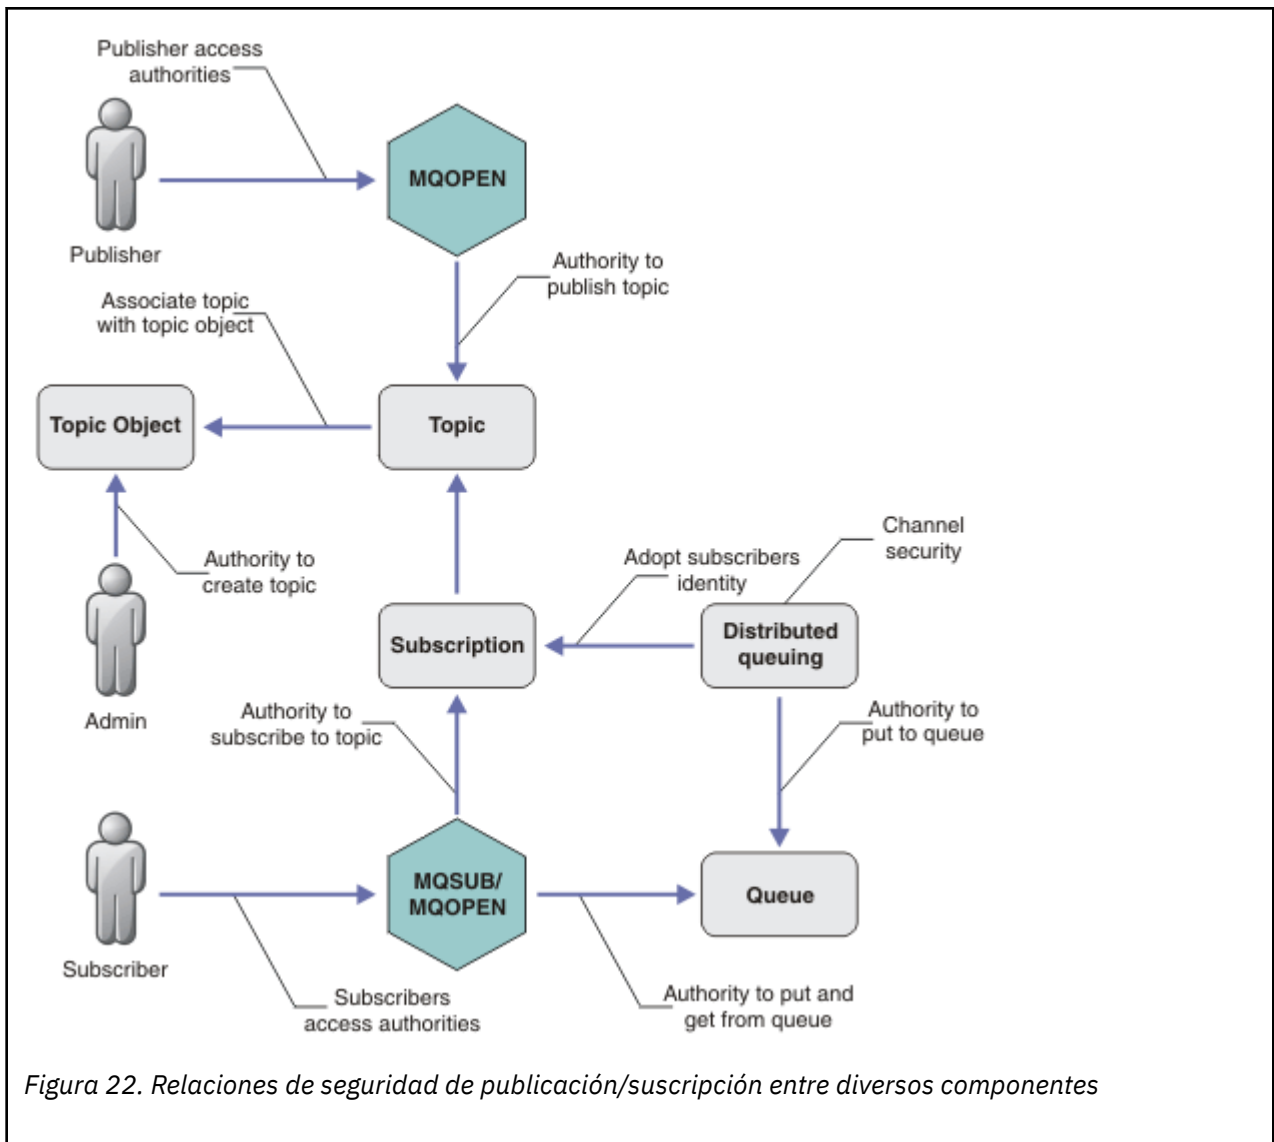 Publisher access
authorities
MQOPEN
Publisher
Authority to
publish topic
Associate topic
with topic object
Topic Object
Topic
Channel
security
Authority to
create topic
Adopt subscribers
identity
Subscription
Distributed
queuing
Admin
Authority to
subscribe to topic
Authority to
put to queue
MQSUB/
MQOPEN
Queue
Subscriber
Subscribers
access authorities
Authority to put and
get from queue
Figura 22. Relaciones de seguridad de publicación/suscripción entre diversos componentes